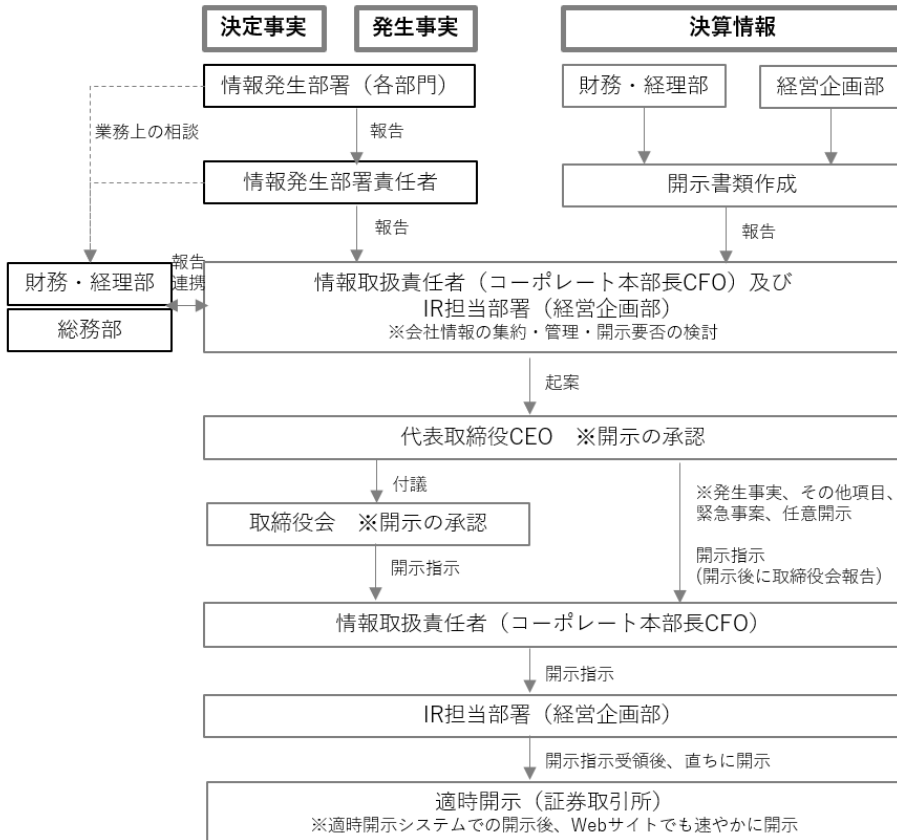 決定事実
発生事実
決算情報
情報発生部署（各部門）
財務・経理部
経営企画部
業務上の相談
報告
情報発生部署責任者
開示書類作成
報告
報告
財務・経理部
総務部
報告
連携
情報取扱責任者（コーポレート本部長CFO）及び
IR担当部署（経営企画部）
※会社情報の集約・管理・開示要否の検討
起案
代表取締役CEO　※開示の承認
付議
※発生事実、その他項目、
緊急事案、任意開示
取締役会　※開示の承認
開示指示
開示指示
(開示後に取締役会報告)
情報取扱責任者（コーポレート本部長CFO）
開示指示
IR担当部署（経営企画部）
開示指示受領後、直ちに開示
適時開示（証券取引所）
※適時開示システムでの開示後、Webサイトでも速やかに開示